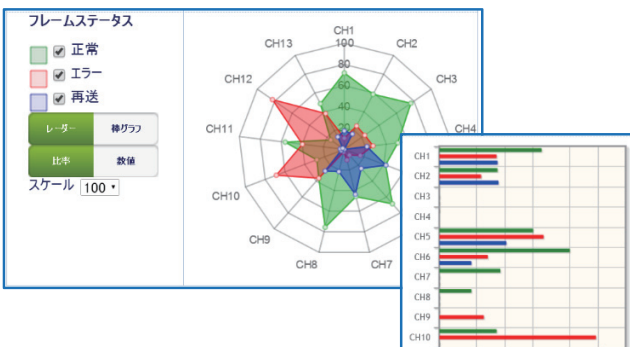 フレームステータス
正常
エラー
再送
レーダー 棒グラフ
比率 数値
スケール 100
CH1
CH2
CH3
CH4
CH7
CH8
CH9
CH10
CH11
CH12
CH13
100
80
60
40
20
CH1
CH2
CH3
CH4
CH5
CH6
CH7
CH8
CH9
CH10